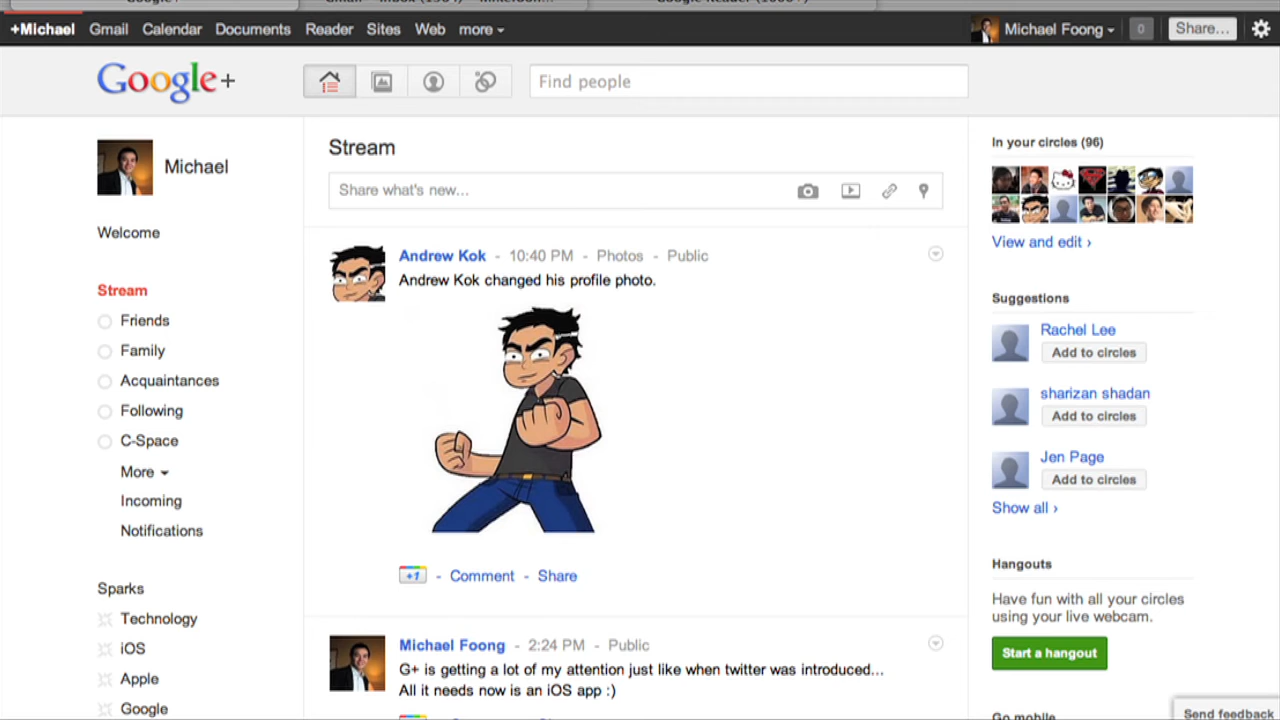 +Michael Gmail Calendar Documents Reader Sites Web more Michael Foong 0 Share...
Google+
Find people
Michael
Welcome
Stream
Friends
Family
Acquaintances
Following
C-Space
More
Incoming
Notifications
Sparks
Technology
iOS
Apple
Google
Stream
Share what's new...
Andrew Kok - 10:40 PM - Photos - Public
Andrew Kok changed his profile photo.
+1 - Comment - Share
Michael Foong - 2:24 PM - Public
G+ is getting a lot of my attention just like when twitter was introduced...
All it needs now is an iOS app :)
In your circles (96)
View and edit ›
Suggestions
Rachel Lee
Add to circles
sharizan shadan
Add to circles
Jen Page
Add to circles
Show all ›
Hangouts
Have fun with all your circles
using your live webcam.
Start a hangout
Go mobile
Send feedback